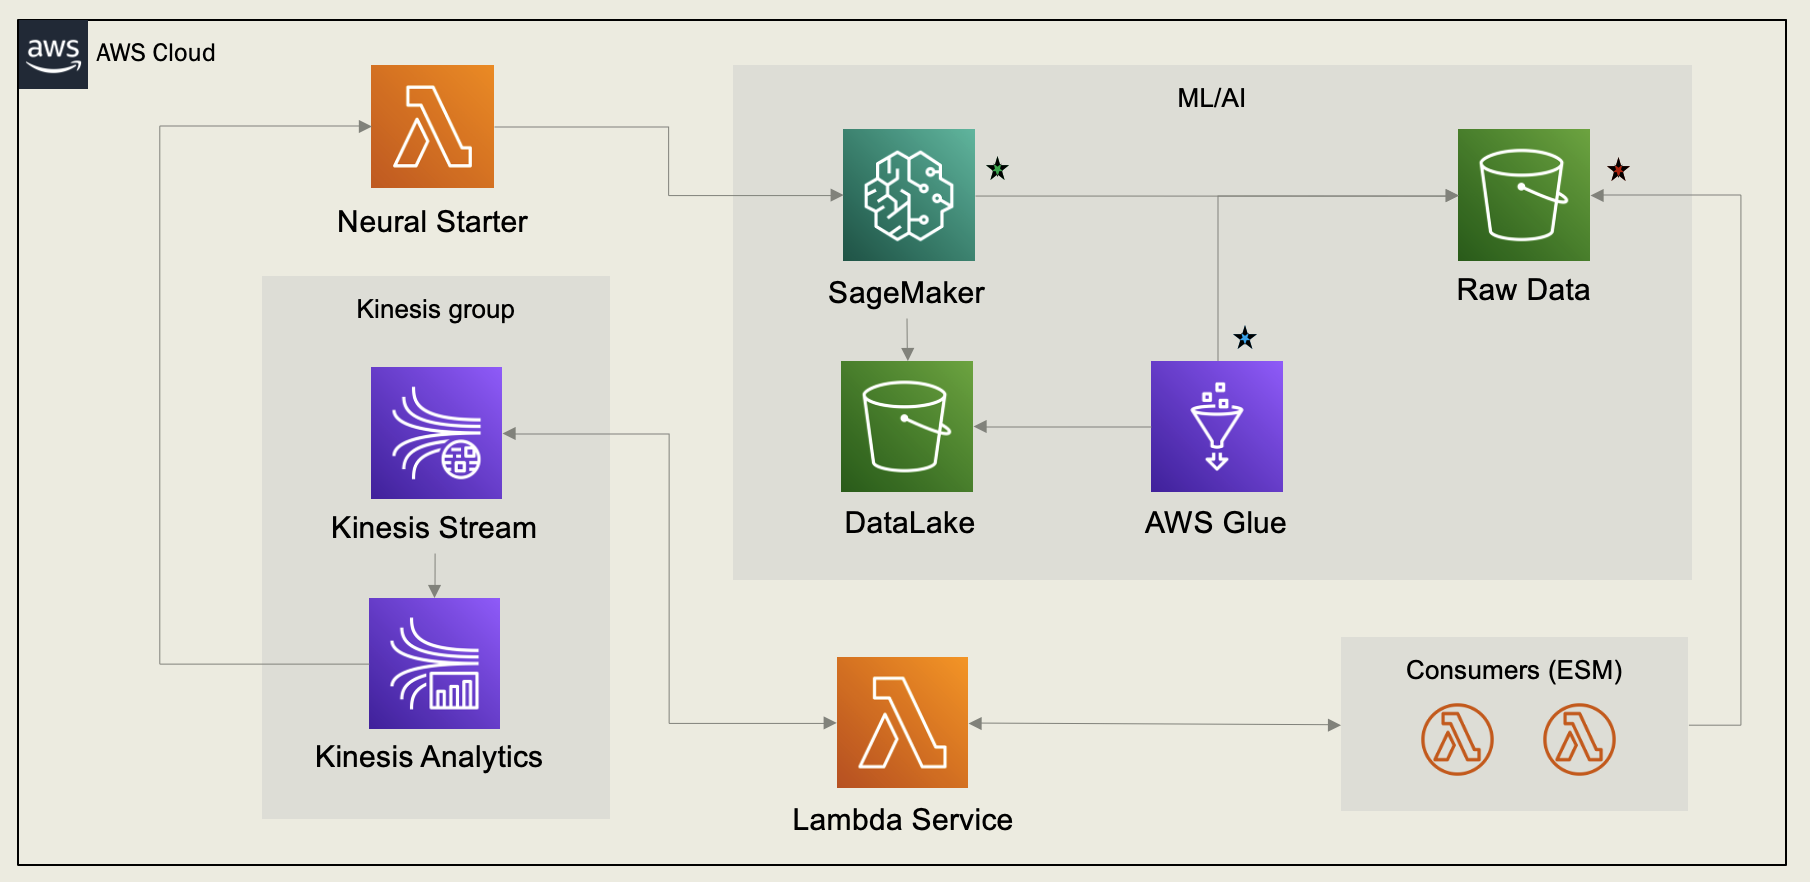 aws
AWS Cloud
Neural Starter
ML/AI
SageMaker
Raw Data
Kinesis group
Kinesis Stream
DataLake
AWS Glue
Kinesis Analytics
Lambda Service
Consumers (ESM)